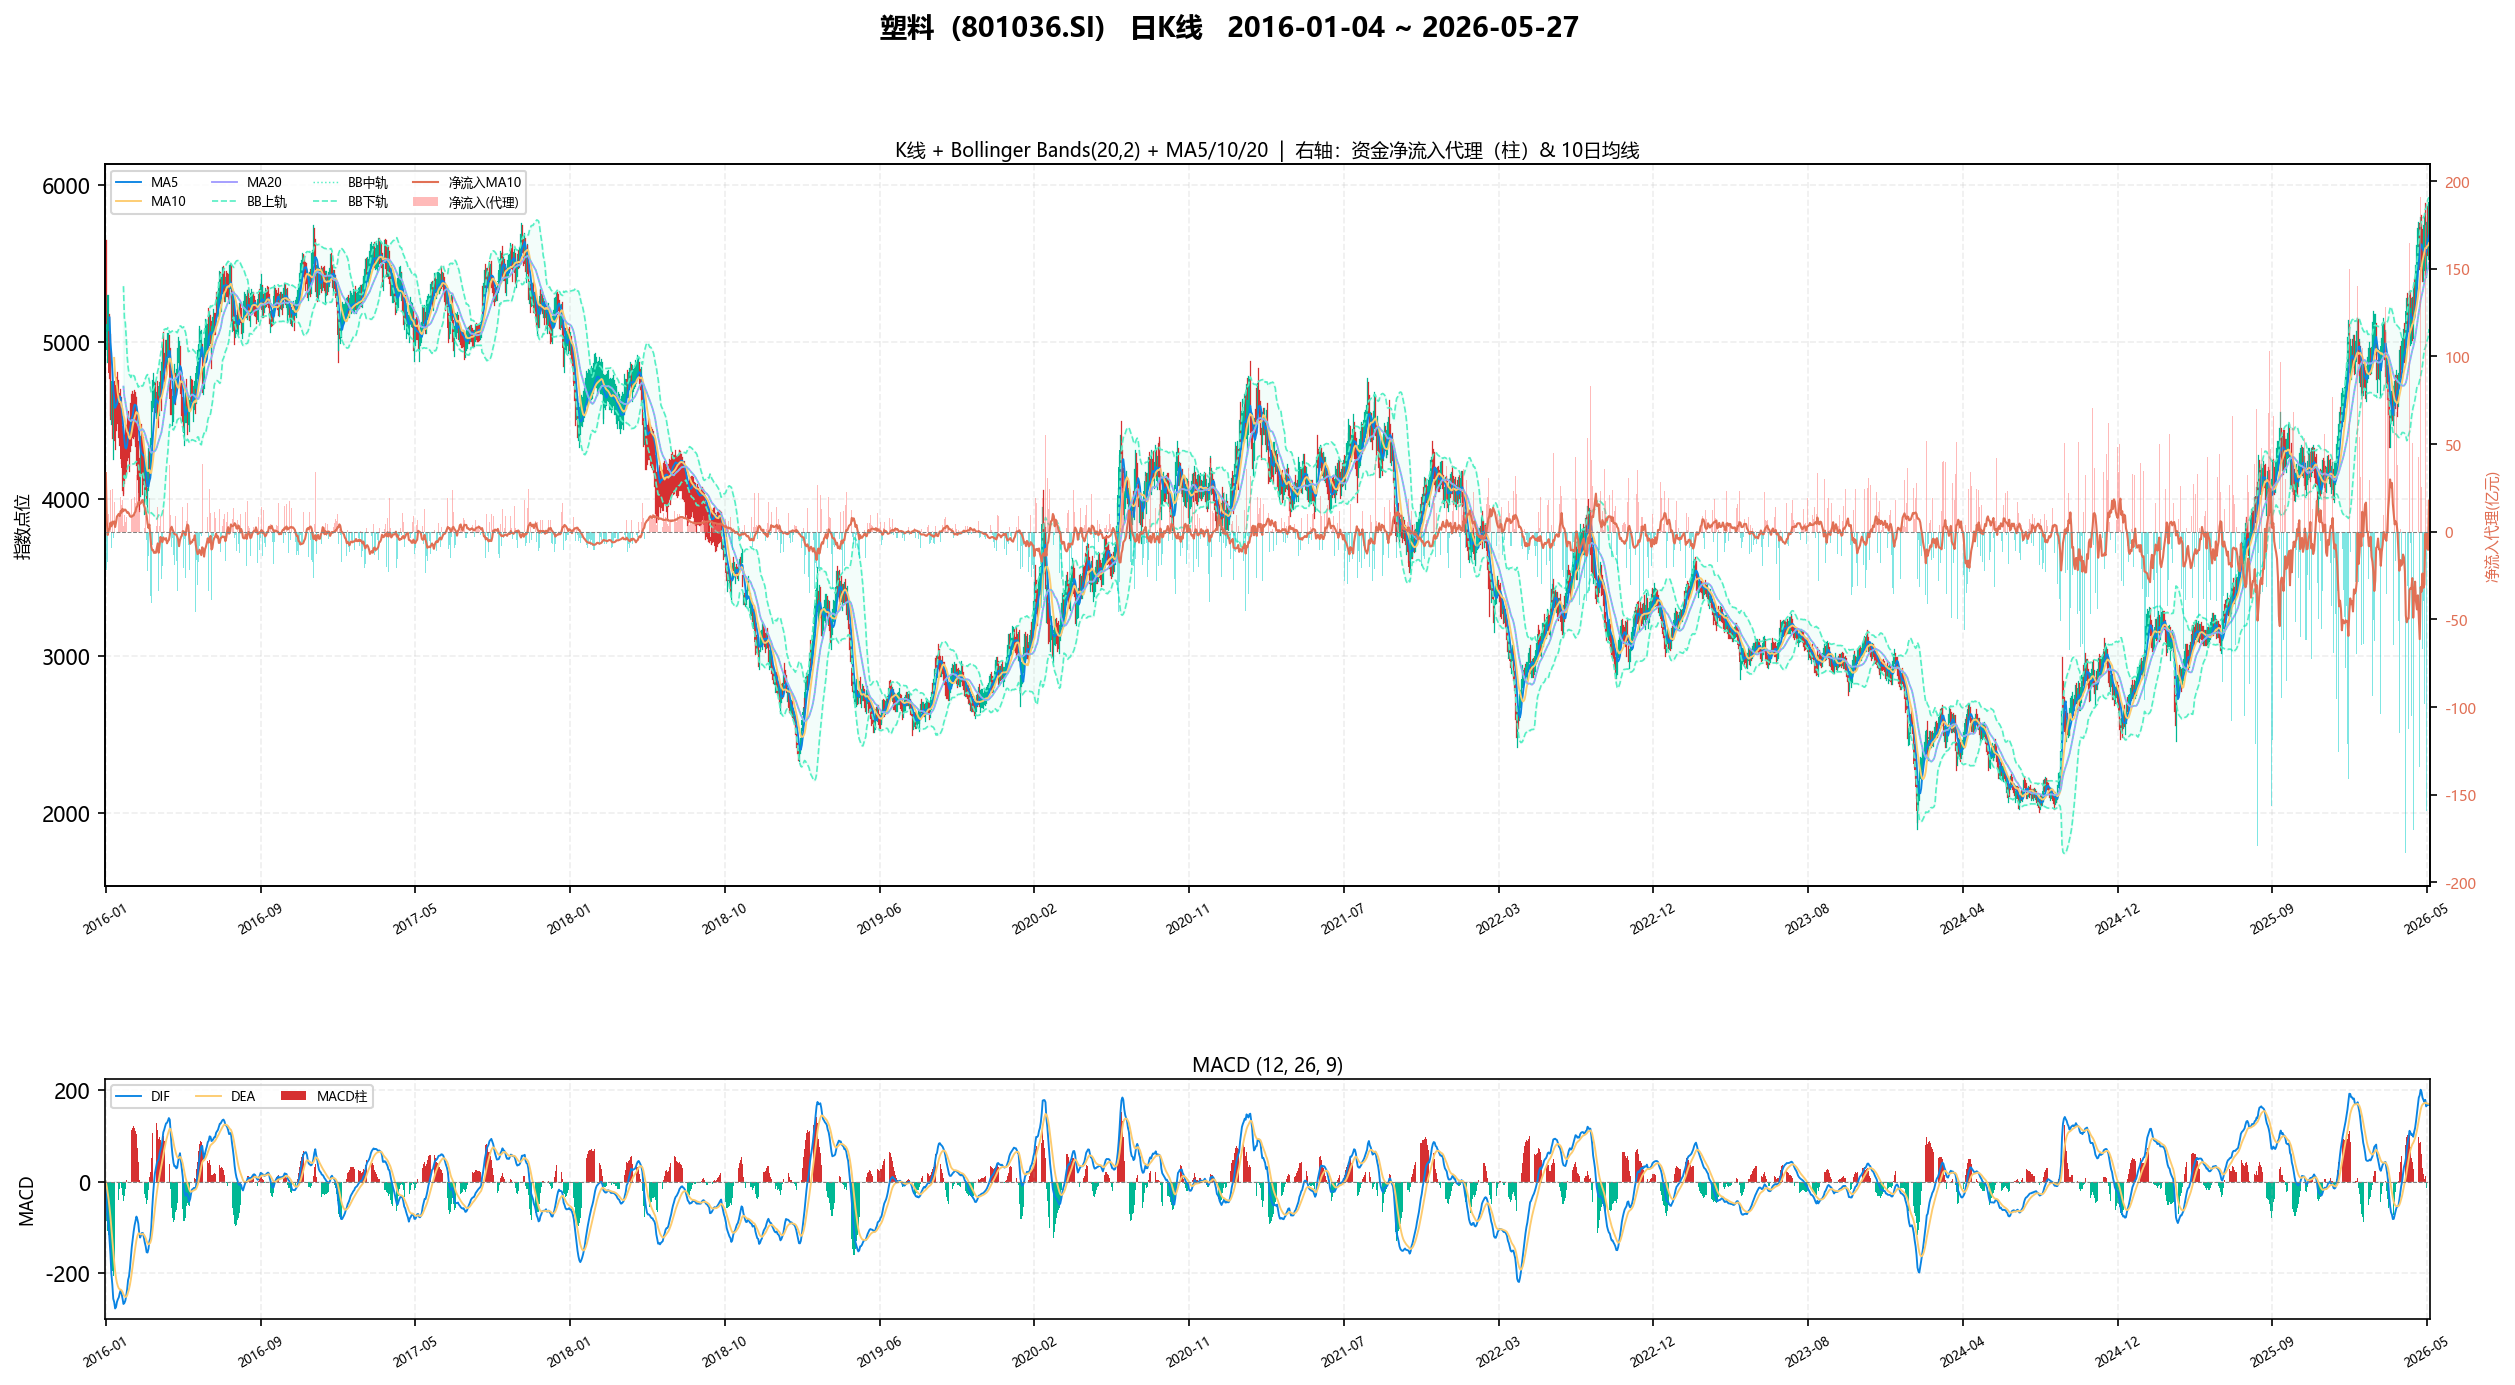 塑料  (801036.SI)   日K线   2016-01-04 ~ 2026-05-27
K线 + Bollinger Bands(20,2) + MA5/10/20  |  右轴：资金净流入代理（柱）& 10日均线
MA5 MA20 BB中轨 净流入MA10
MA10 BB上轨 BB下轨 净流入(代理)
指数点位
6000
5000
4000
3000
2000
200
150
100
50
0
-50
-100
-150
-200
净流入代理(亿元)
2016-01 2016-09 2017-05 2018-01 2018-10 2019-06 2020-02 2020-11 2021-07 2022-03 2022-12 2023-08 2024-04 2024-12 2025-09 2026-05
MACD (12, 26, 9)
DIF DEA MACD柱
MACD
200
0
-200
2016-01 2016-09 2017-05 2018-01 2018-10 2019-06 2020-02 2020-11 2021-07 2022-03 2022-12 2023-08 2024-04 2024-12 2025-09 2026-05